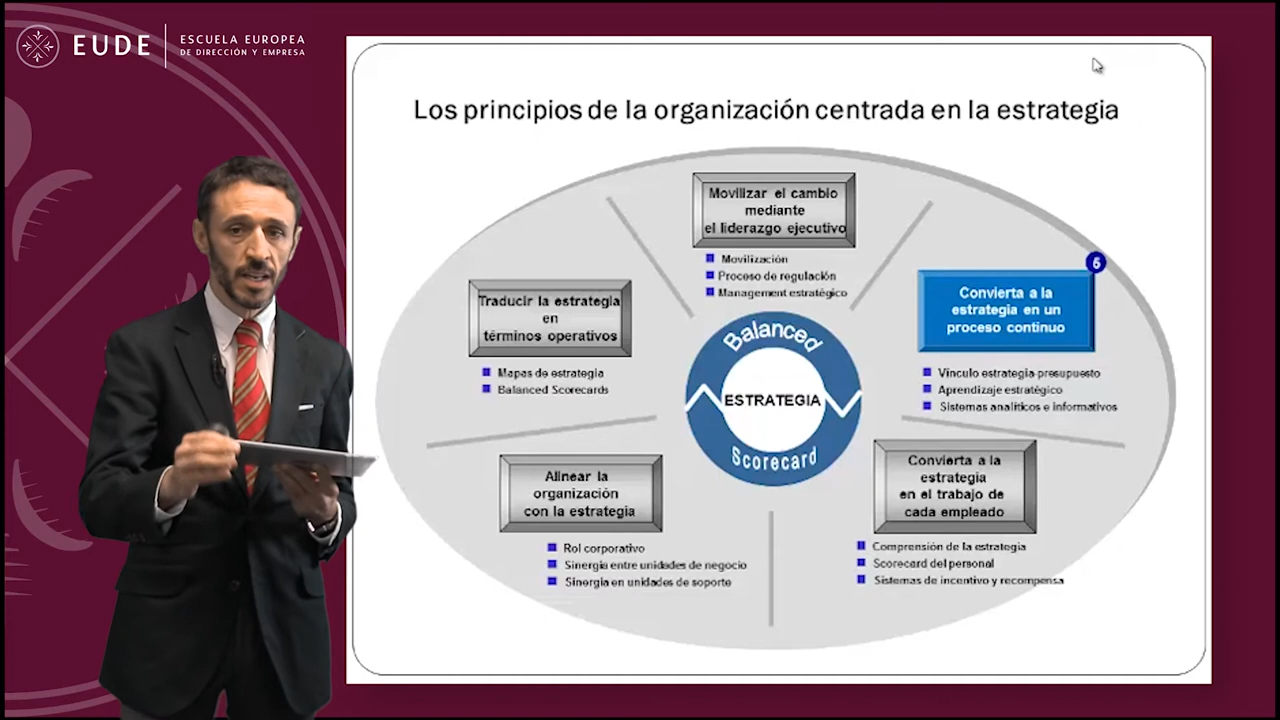 EUDE
ESCUELA EUROPEA
DE DIRECCIÓN Y EMPRESA
Los principios de la organización centrada en la estrategia
Movilizar el cambio
mediante
el liderazgo ejecutivo
Movilización
Proceso de regulación
Management estratégico
5
Convierta a la
estrategia en un
proceso continuo
Vínculo estrategia-presupuesto
Aprendizaje estratégico
Sistemas analíticos e informativos
Traducir la estrategia
en
términos operativos
Mapas de estrategia
Balanced Scorecards
Balanced
ESTRATEGIA
Scorecard
Alinear la
organización
con la estrategia
Rol corporativo
Sinergia entre unidades de negocio
Sinergia en unidades de soporte
Convierta a la
estrategia
en el trabajo de
cada empleado
Comprensión de la estrategia
Scorecard del personal
Sistemas de incentivo y recompensa